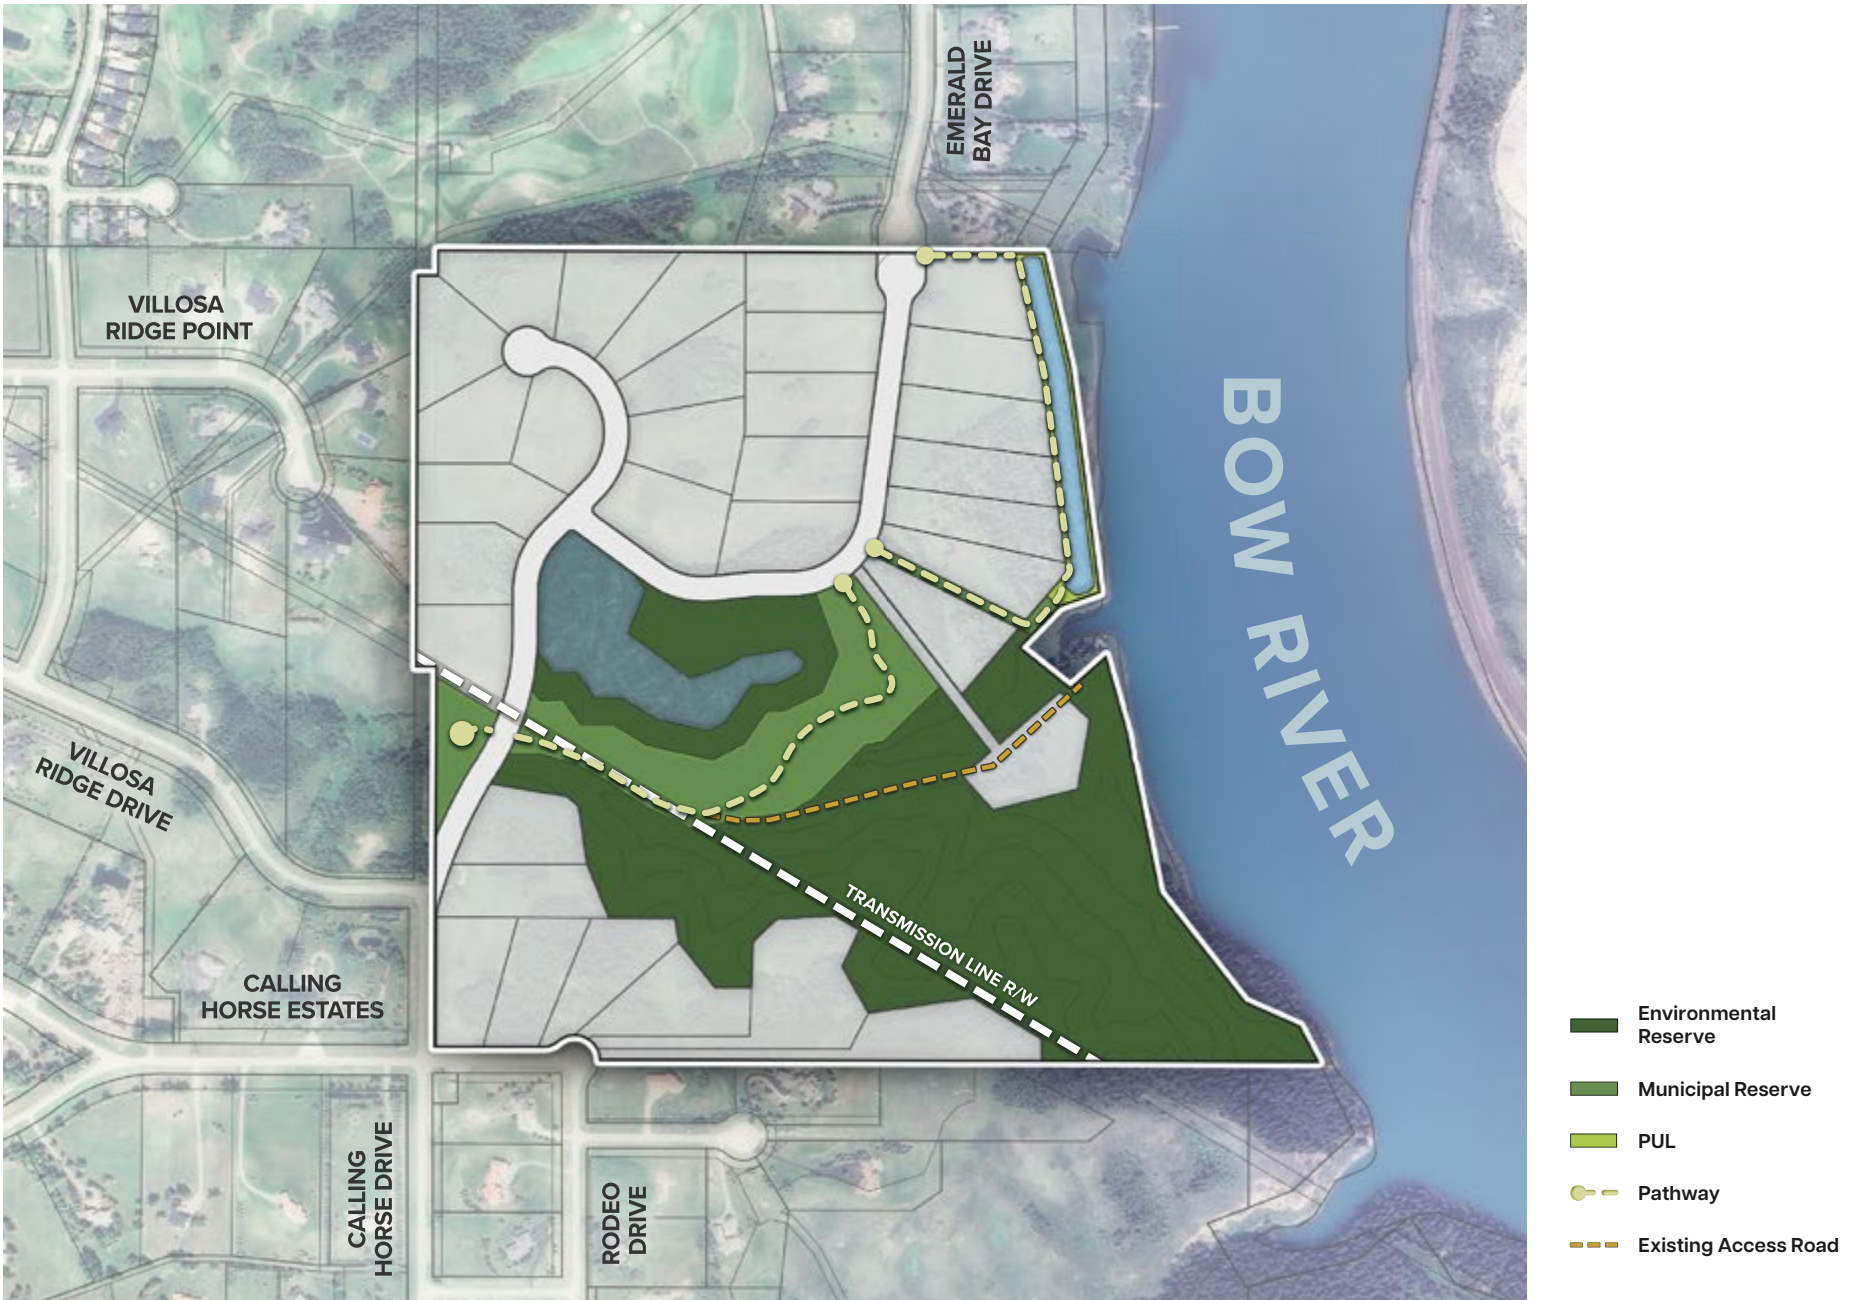 EMERALD
BAY DRIVE
VILLOSA
RIDGE POINT
BOW RIVER
VILLOSA
RIDGE DRIVE
TRANSMISSION LINE R/W
CALLING
HORSE ESTATES
CALLING
HORSE DRIVE
RODEO
DRIVE
Environmental
Reserve
Municipal Reserve
PUL
Pathway
Existing Access Road